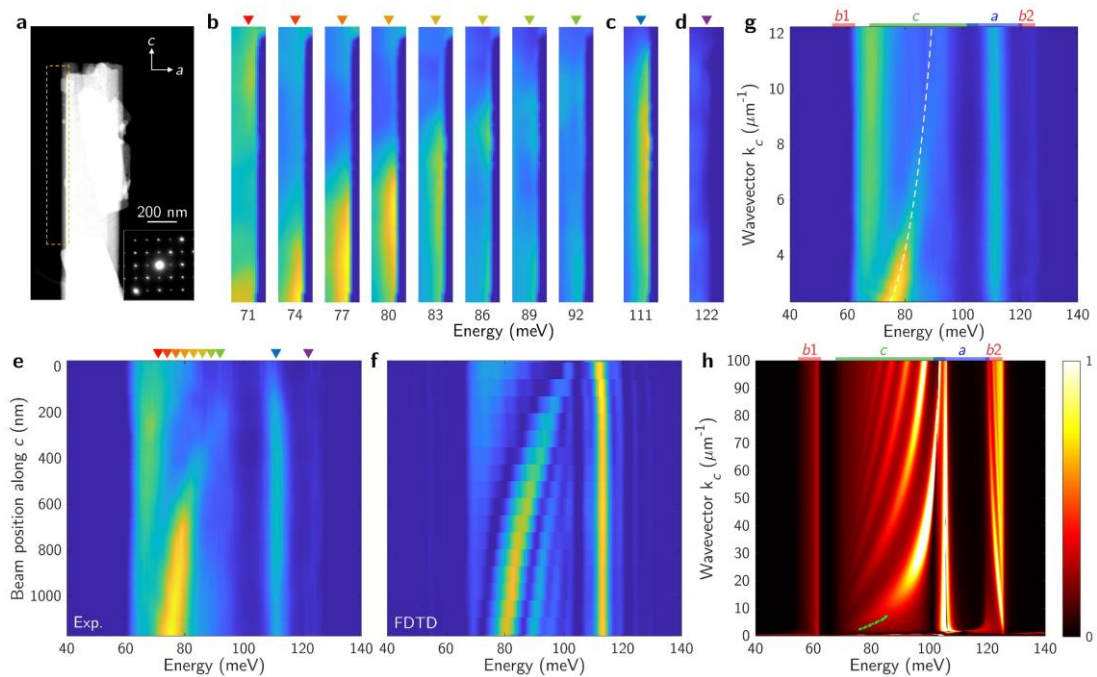 a
c
a
200 nm
b
71 74 77 80 83 86 89 92
c
111
d
122
Energy (meV)
g
b1 c a b2
Wavevector k_c (μm⁻¹)
12
10
8
6
4
40 60 80 100 120 140
Energy (meV)
e
Beam position along c (nm)
0
200
400
600
800
1000
Exp.
40 60 80 100 120 140
Energy (meV)
f
FDTD
40 60 80 100 120 140
Energy (meV)
h
b1 c a b2
Wavevector k_c (μm⁻¹)
100
90
80
70
60
50
40
30
20
10
0
40 60 80 100 120 140
Energy (meV)
1
0